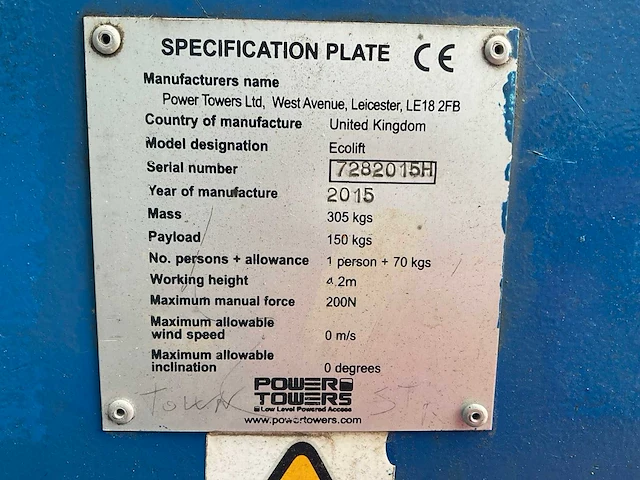 SPECIFICATION PLATE CE
Manufacturers name
Power Towers Ltd, West Avenue, Leicester, LE18 2FB
Country of manufacture United Kingdom
Model designation Ecolift
Serial number 7282015H
Year of manufacture 2015
Mass 305 kgs
Payload 150 kgs
No. persons + allowance 1 person + 70 kgs
Working height 4.2m
Maximum manual force 200N
Maximum allowable
wind speed 0 m/s
Maximum allowable
inclination 0 degrees
POWER
TOWERS
Low Level Powered Access
TOWN ST
www.powertowers.com